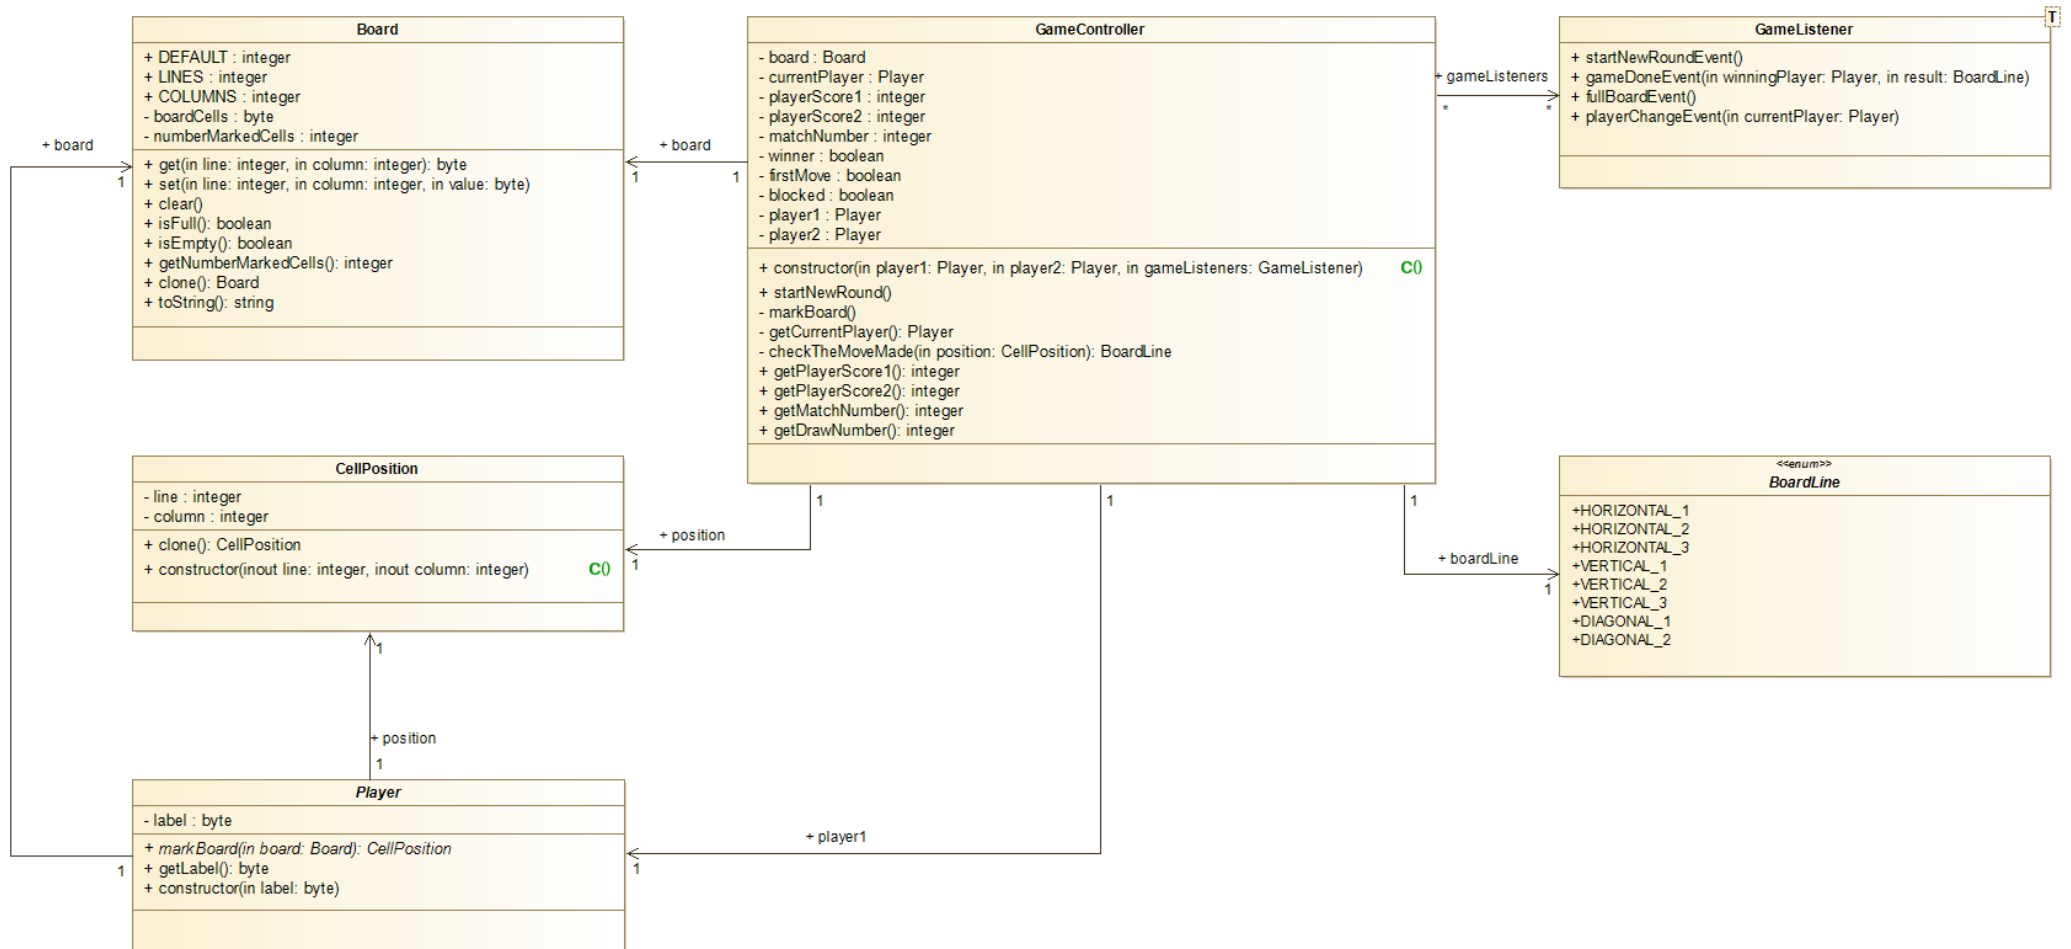 Board
+ DEFAULT : integer
+ LINES : integer
+ COLUMNS : integer
- boardCells : byte
- numberMarkedCells : integer
+ get(in line: integer, in column: integer): byte
+ set(in line: integer, in column: integer, in value: byte)
+ clear()
+ isFull(): boolean
+ isEmpty(): boolean
+ getNumberMarkedCells(): integer
+ clone(): Board
+ toString(): string
+ board
1
+ board
1
1
GameController
- board : Board
- currentPlayer : Player
- playerScore1 : integer
- playerScore2 : integer
- matchNumber : integer
- winner : boolean
- firstMove : boolean
- blocked : boolean
- player1 : Player
- player2 : Player
+ constructor(in player1: Player, in player2: Player, in gameListeners: GameListener) C()
+ startNewRound()
- markBoard()
- getCurrentPlayer(): Player
- checkTheMoveMade(in position: CellPosition): BoardLine
+ getPlayerScore1(): integer
+ getPlayerScore2(): integer
+ getMatchNumber(): integer
+ getDrawNumber(): integer
+ gameListeners
*
*
T
GameListener
+ startNewRoundEvent()
+ gameDoneEvent(in winningPlayer: Player, in result: BoardLine)
+ fullBoardEvent()
+ playerChangeEvent(in currentPlayer: Player)
CellPosition
- line : integer
- column : integer
+ clone(): CellPosition
+ constructor(inout line: integer, inout column: integer) C()
1
+ position
1
1
1
+ boardLine
1
<<enum>>
BoardLine
+HORIZONTAL_1
+HORIZONTAL_2
+HORIZONTAL_3
+VERTICAL_1
+VERTICAL_2
+VERTICAL_3
+DIAGONAL_1
+DIAGONAL_2
1
+ position
1
Player
- label : byte
+ markBoard(in board: Board): CellPosition
+ getLabel(): byte
+ constructor(in label: byte)
1
+ player1
1